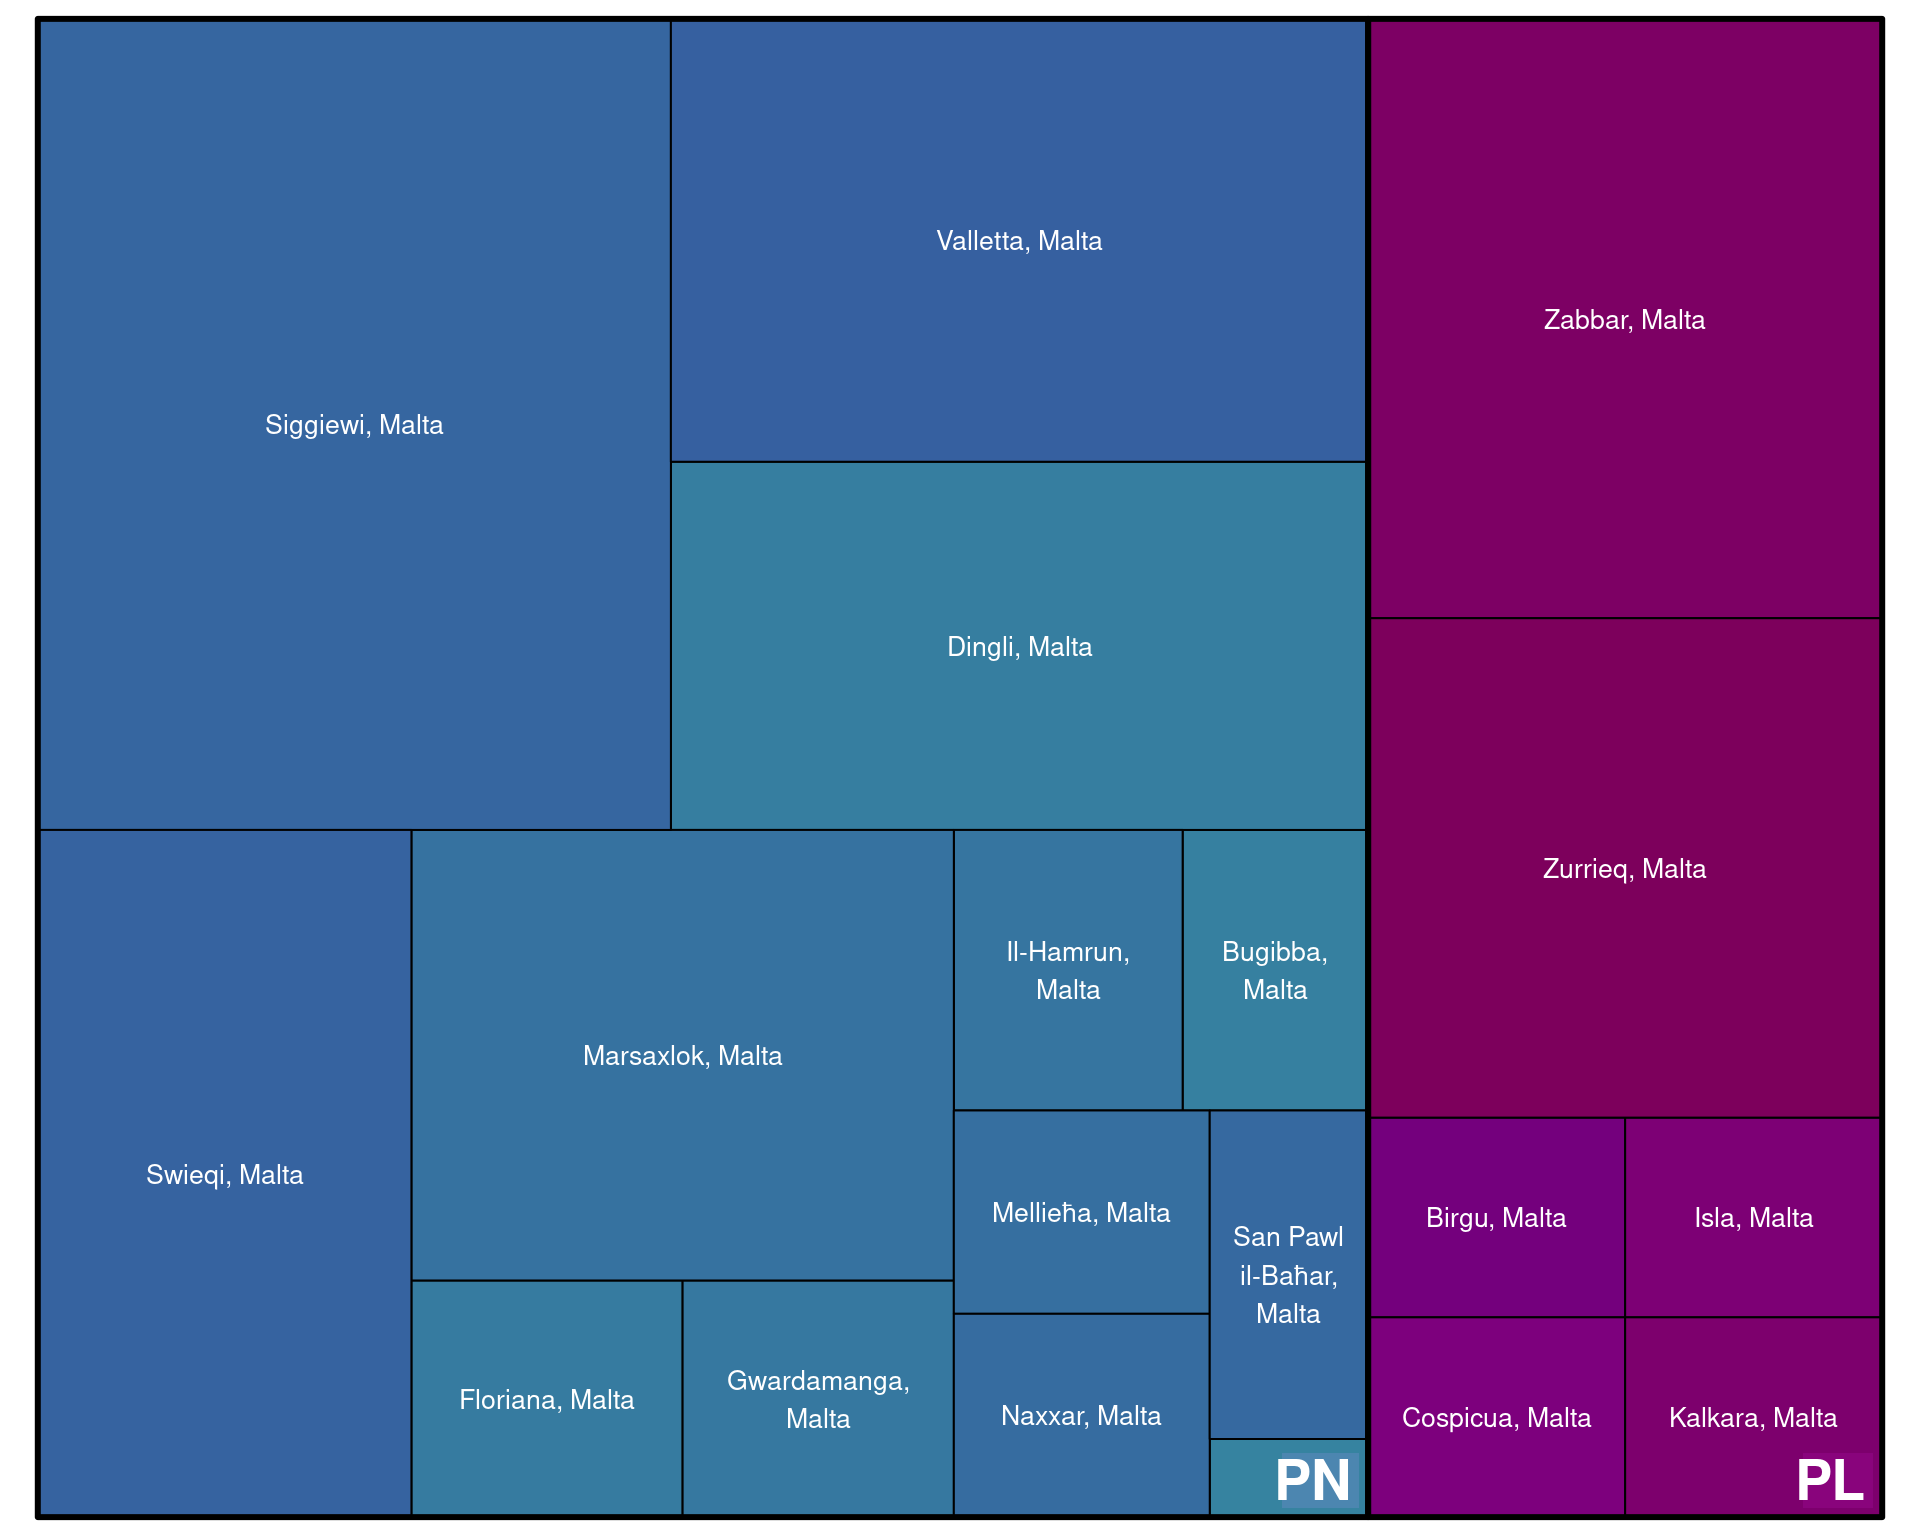 Siggiewi, Malta
Valletta, Malta
Dingli, Malta
Swieqi, Malta
Marsaxlok, Malta
Floriana, Malta
Gwardamanga,
Malta
Il-Hamrun,
Malta
Bugibba,
Malta
Mellieħa, Malta
Naxxar, Malta
San Pawl
il-Baħar,
Malta
PN
Zabbar, Malta
Zurrieq, Malta
Birgu, Malta
Isla, Malta
Cospicua, Malta
Kalkara, Malta
PL